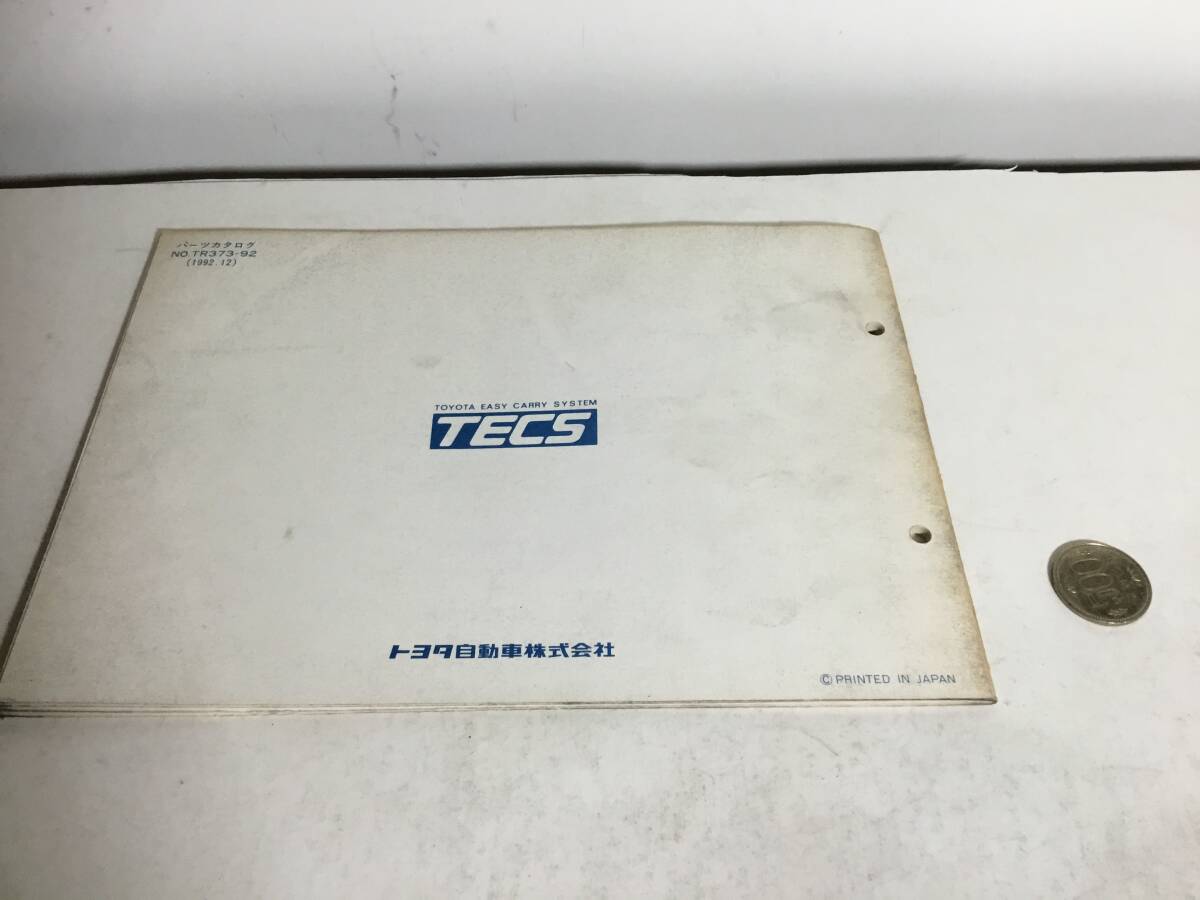 パーツカタログ
NO.TR373-92
(1992.12)
TOYOTA EASY CARRY SYSTEM
TECS
トヨタ自動車株式会社
©PRINTED IN JAPAN
500